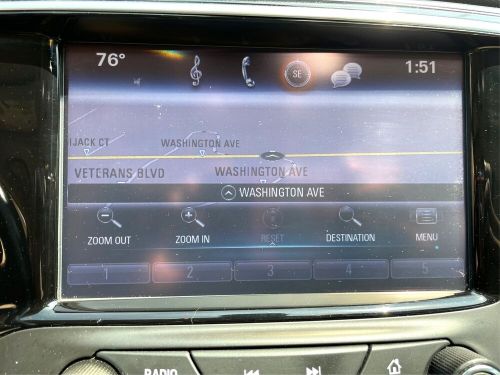 76° SE 1:51
IJACK CT WASHINGTON AVE
VETERANS BLVD WASHINGTON AVE
WASHINGTON AVE
ZOOM OUT ZOOM IN RESET DESTINATION MENU
1 2 3 4 5
RADIO